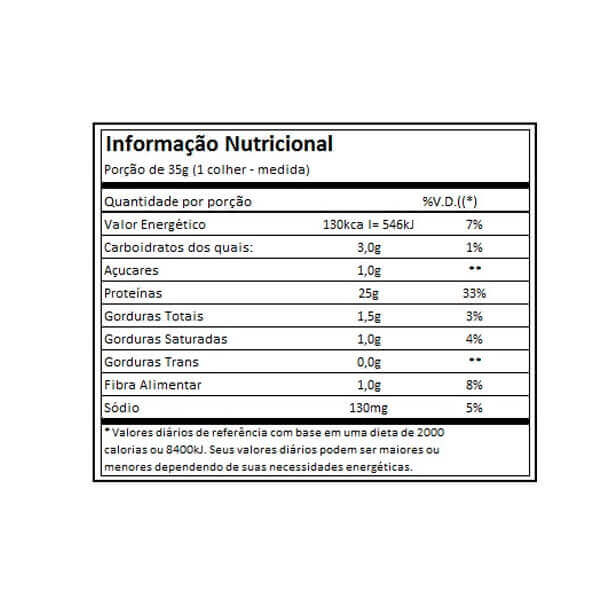 Informação Nutricional
Porção de 35g (1 colher - medida)
Quantidade por porção %V.D.((*)
Valor Energético 130kca l= 546kJ 7%
Carboidratos dos quais: 3,0g 1%
Açucares 1,0g **
Proteínas 25g 33%
Gorduras Totais 1,5g 3%
Gorduras Saturadas 1,0g 4%
Gorduras Trans 0,0g **
Fibra Alimentar 1,0g 8%
Sódio 130mg 5%
* Valores diários de referência com base em uma dieta de 2000
calorias ou 8400kJ. Seus valores diários podem ser maiores ou
menores dependendo de suas necessidades energéticas.